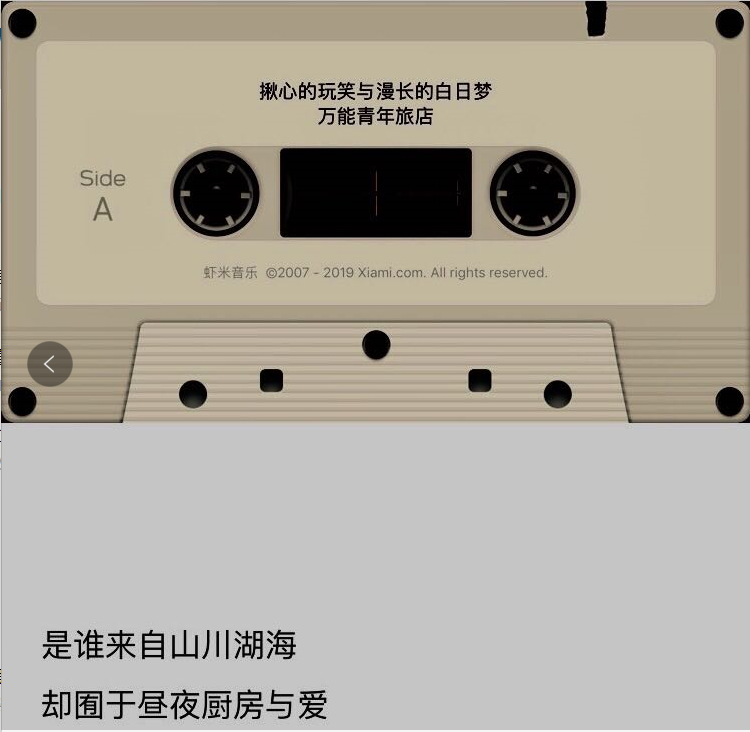 揪心的玩笑与漫长的白日梦
万能青年旅店
Side
A
虾米音乐 ©2007 - 2019 Xiami.com. All rights reserved.
是谁来自山川湖海
却囿于昼夜厨房与爱